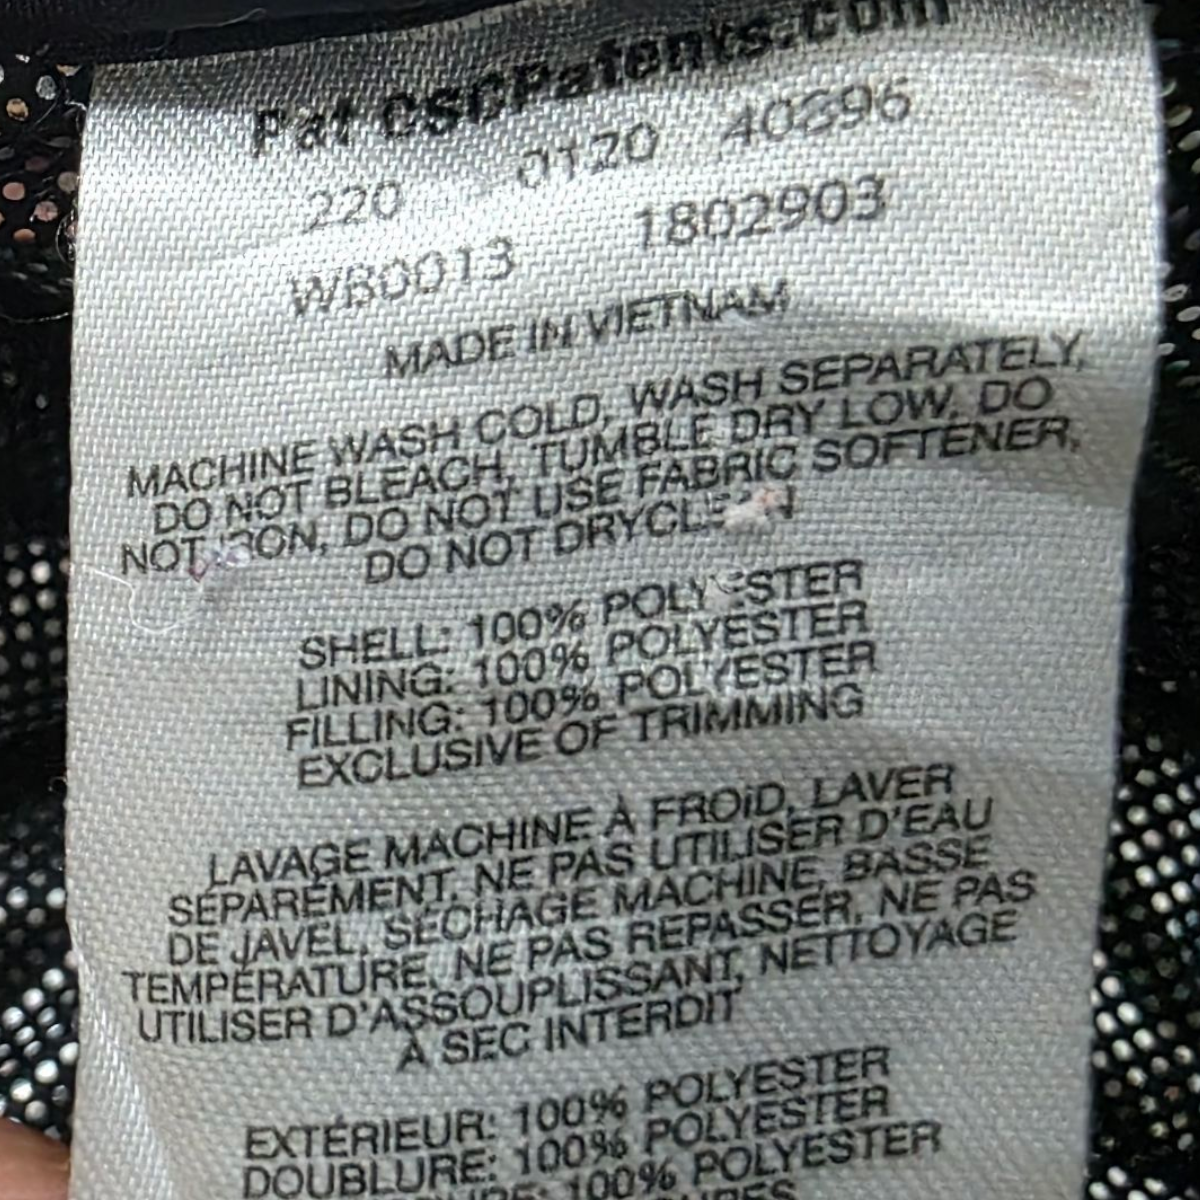 Pat CSCPatents.com
220 0120 40896
WB0013 1802903
MADE IN VIETNAM
MACHINE WASH COLD, WASH SEPARATELY,
DO NOT BLEACH, TUMBLE DRY LOW, DO
NOT IRON, DO NOT USE FABRIC SOFTENER,
DO NOT DRYCLEAN
SHELL: 100% POLYESTER
LINING: 100% POLYESTER
FILLING: 100% POLYESTER
EXCLUSIVE OF TRIMMING
LAVAGE MACHINE À FROID, LAVER
SÉPARÉMENT, NE PAS UTILISER D'EAU
DE JAVEL, SÉCHAGE MACHINE, BASSE
TEMPÉRATURE, NE PAS REPASSER, NE PAS
UTILISER D'ASSOUPLISSANT, NETTOYAGE
À SEC INTERDIT
EXTÉRIEUR: 100% POLYESTER
DOUBLURE: 100% POLYESTER
100% POLYESTER